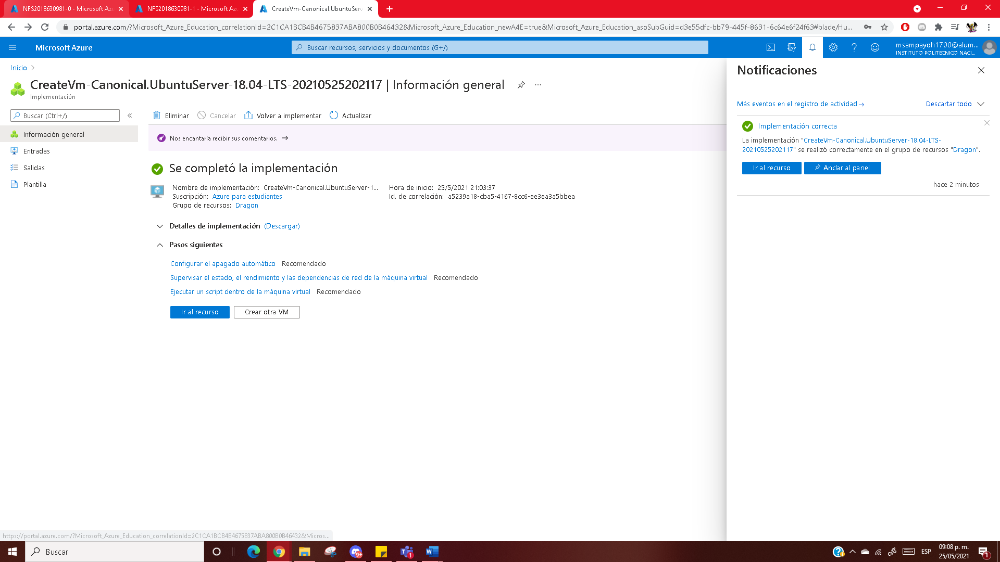 NFS2018630981-0 - Microsoft Azu
NFS2018630981-1 - Microsoft Azu
CreateVm-Canonical.UbuntuServ
portal.azure.com/?Microsoft_Azure_Education_correlationId=2C1CA1BCB4B4675837ABA800B0B46432&Microsoft_Azure_Education_newA4E=true&Microsoft_Azure_Education_asoSubGuid=d3e55dfc-bb79-445f-8631-6c64e6f24f63#blade/Hu...
Microsoft Azure
Buscar recursos, servicios y documentos (G+/)
msampayoh1700@alum...
INSTITUTO POLITECNICO NACI...
Inicio
CreateVm-Canonical.UbuntuServer-18.04-LTS-20210525202117 | Información general
Implementación
Buscar (Ctrl+/)
Información general
Entradas
Salidas
Plantilla
Eliminar
Cancelar
Volver a implementar
Actualizar
Nos encantaría recibir sus comentarios.
Se completó la implementación
Nombre de implementación: CreateVm-Canonical.UbuntuServer-1...
Suscripción: Azure para estudiantes
Grupo de recursos: Dragon
Hora de inicio: 25/5/2021 21:03:37
Id. de correlación: a5239a18-cba5-4167-8cc6-ee3ea3a5bbea
Detalles de implementación (Descargar)
Pasos siguientes
Configurar el apagado automático Recomendado
Supervisar el estado, el rendimiento y las dependencias de red de la máquina virtual Recomendado
Ejecutar un script dentro de la máquina virtual Recomendado
Ir al recurso
Crear otra VM
Notificaciones
Más eventos en el registro de actividad
Descartar todo
Implementación correcta
La implementación "CreateVm-Canonical.UbuntuServer-18.04-LTS-
20210525202117" se realizó correctamente en el grupo de recursos "Dragon".
Ir al recurso
Anclar al panel
hace 2 minutos
https://portal.azure.com/?Microsoft_Azure_Education_correlationId=2C1CA1BCB4B4675837ABA800B0B46432&Micros...
Buscar
9+
1
ESP
09:08 p. m.
25/05/2021
1